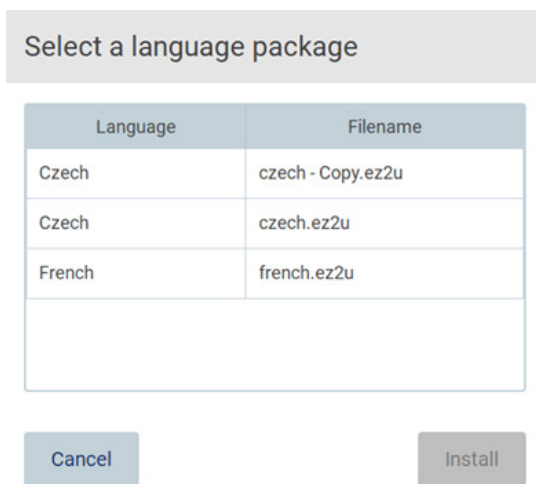 Select a language package
Language Filename
Czech czech - Copy.ez2u
Czech czech.ez2u
French french.ez2u
Cancel Install